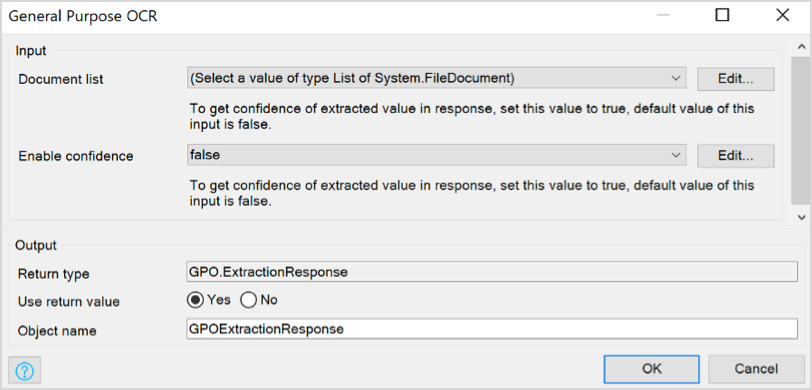 General Purpose OCR
Input
Document list
(Select a value of type List of System.FileDocument)
Edit...
To get confidence of extracted value in response, set this value to true, default value of this
input is false.
Enable confidence
false
Edit...
To get confidence of extracted value in response, set this value to true, default value of this
input is false.
Output
Return type
GPO.ExtractionResponse
Use return value
Yes
No
Object name
GPOExtractionResponse
?
OK
Cancel